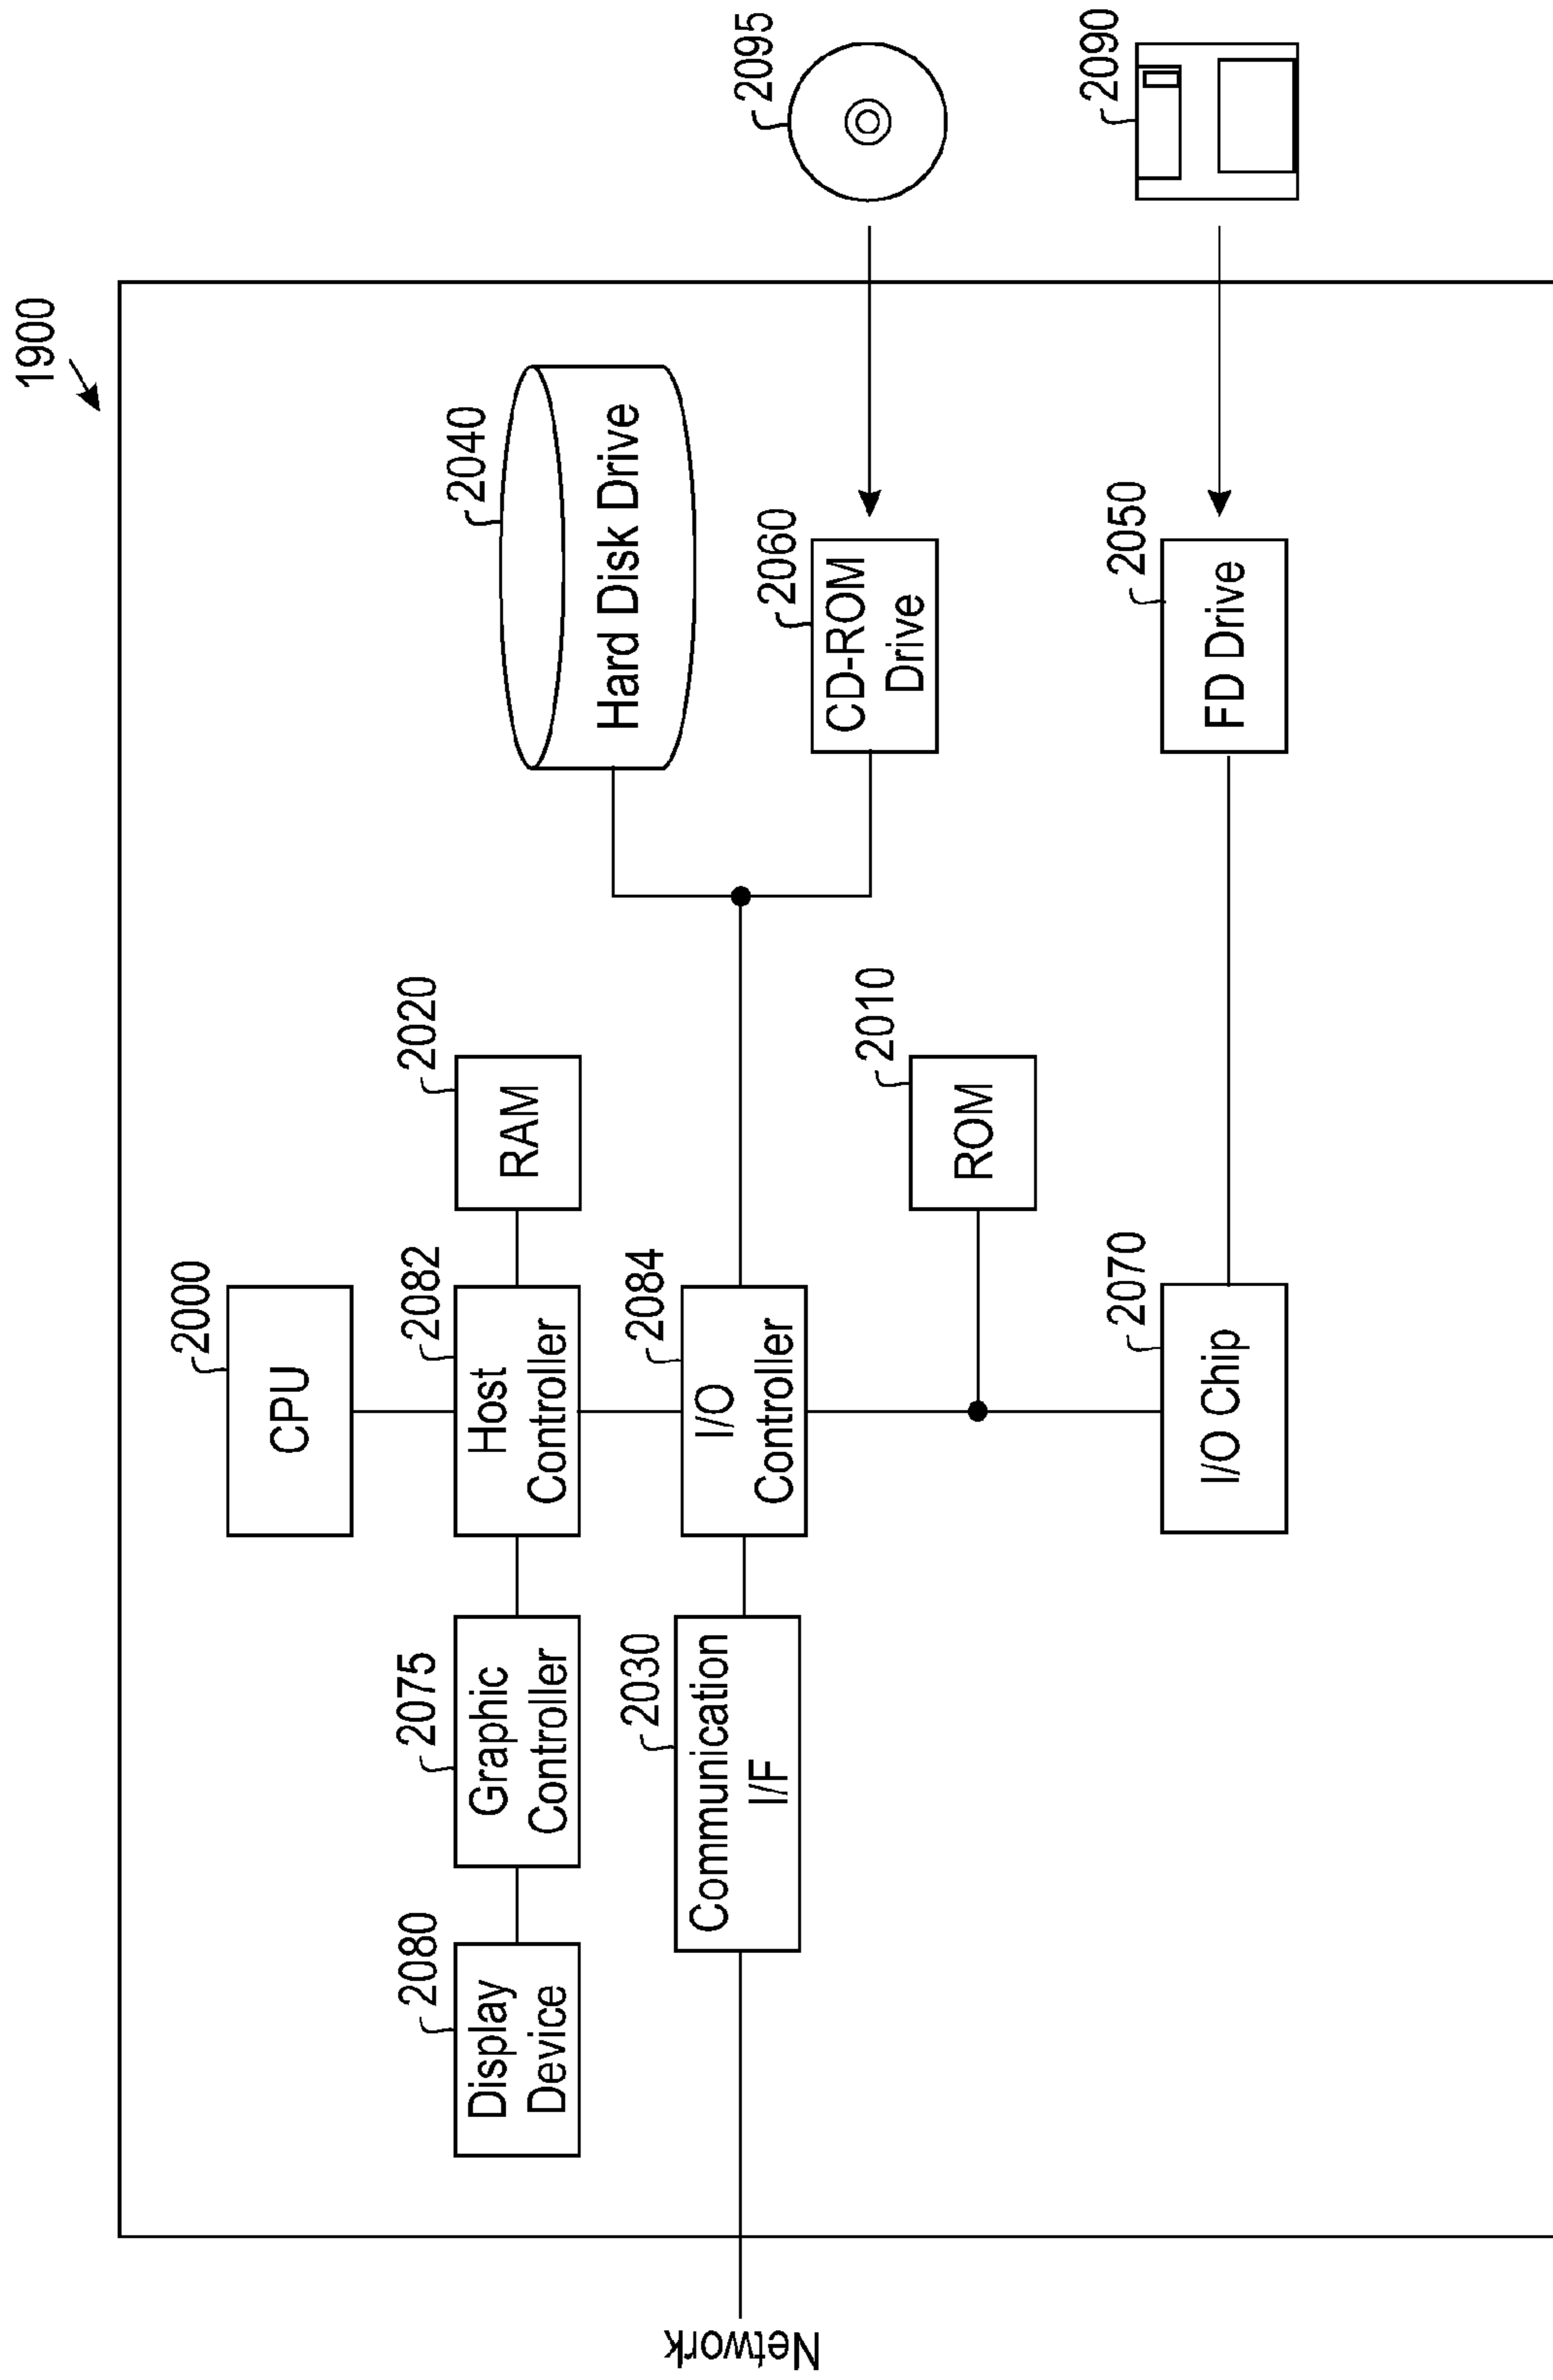 1900
2000
CPU
2080
2075
2082
2020
2040
Display
Device
Graphic
Controller
Host
Controller
RAM
Hard Disk Drive
2030
2084
2095
Network
Communication
I/F
I/O
Controller
2060
CD-ROM
Drive
2010
ROM
2070
2050
2090
I/O Chip
FD Drive